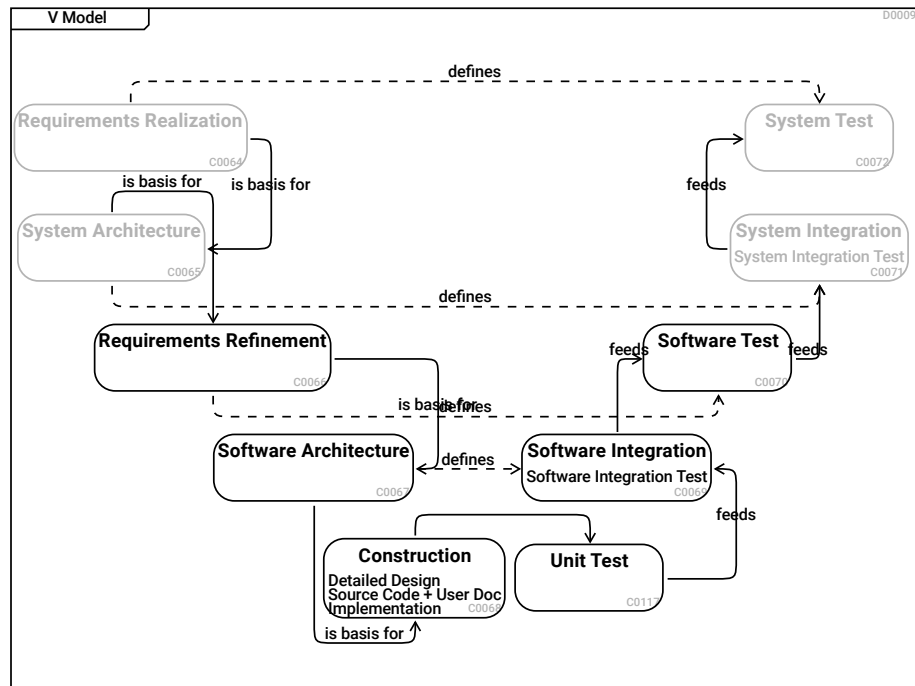 V Model
D0009
defines
Requirements Realization
C0064
System Test
C0072
is basis for
is basis for
feeds
System Architecture
C0065
System Integration
System Integration Test
C0071
defines
Requirements Refinement
C0066
feeds
Software Test
C0070
feeds
is basis for
defines
Software Architecture
C0067
defines
Software Integration
Software Integration Test
C0069
feeds
Construction
Detailed Design
Source Code + User Doc
Implementation
C0068
Unit Test
C0117
is basis for